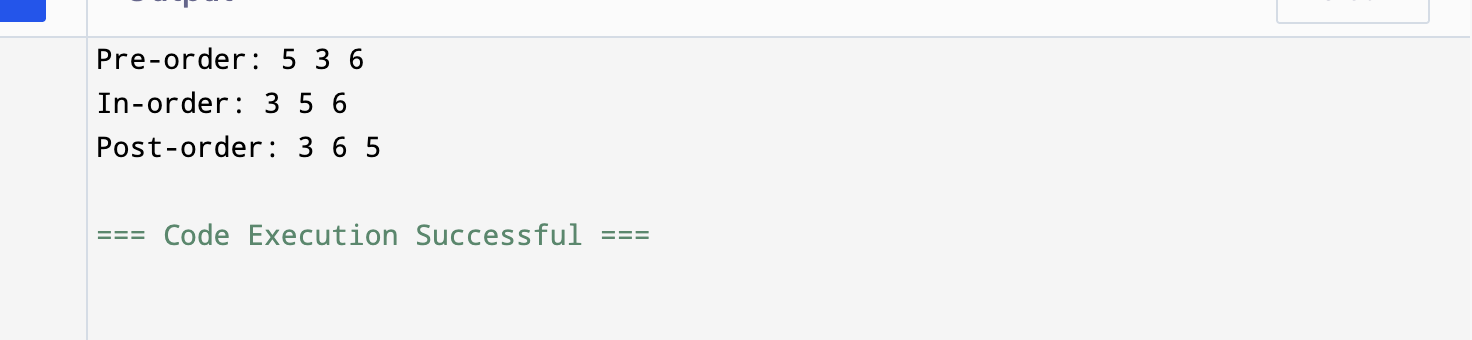 Pre-order: 5 3 6
In-order: 3 5 6
Post-order: 3 6 5
=== Code Execution Successful ===